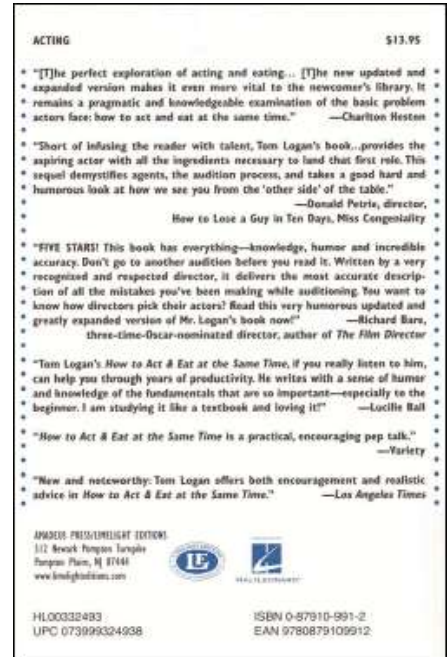 ACTING $13.95
"[T]he perfect exploration of acting and eating... [T]he new updated and
expanded version makes it even more vital to the newcomer's library. It
remains a pragmatic and knowledgeable examination of the basic problem
actors face: how to act and eat at the same time." —Charlton Heston
"Short of infusing the reader with talent, Tom Logan's book...provides the
aspiring actor with all the ingredients necessary to land that first role. This
sequel demystifies agents, the audition process, and takes a good hard and
humorous look at how we see you from the 'other side' of the table."
—Donald Petrie, director,
How to Lose a Guy in Ten Days, Miss Congeniality
"FIVE STARS! This book has everything—knowledge, humor and incredible
accuracy. Don't go to another audition before you read it. Written by a very
recognized and respected director, it delivers the most accurate descrip-
tion of all the mistakes you've been making while auditioning. You want to
know how directors pick their actors? Read this very humorous updated and
greatly expanded version of Mr. Logan's book now!" —Richard Bare,
three-time-Oscar-nominated director, author of The Film Director
"Tom Logan's How to Act & Eat at the Same Time, if you really listen to him,
can help you through years of productivity. He writes with a sense of humor
and knowledge of the fundamentals that are so important—especially to the
beginner. I am studying it like a textbook and loving it!" —Lucille Ball
"How to Act & Eat at the Same Time is a practical, encouraging pep talk."
—Variety
"New and noteworthy: Tom Logan offers both encouragement and realistic
advice in How to Act & Eat at the Same Time." —Los Angeles Times
AMADEUS PRESS/LIMELIGHT EDITIONS
512 Newark Pompton Turnpike
Pompton Plains, NJ 07444
www.limelighteditions.com
LE
HAL•LEONARD
HL00332493 ISBN 0-87910-991-2
UPC 073999324938 EAN 9780879109912